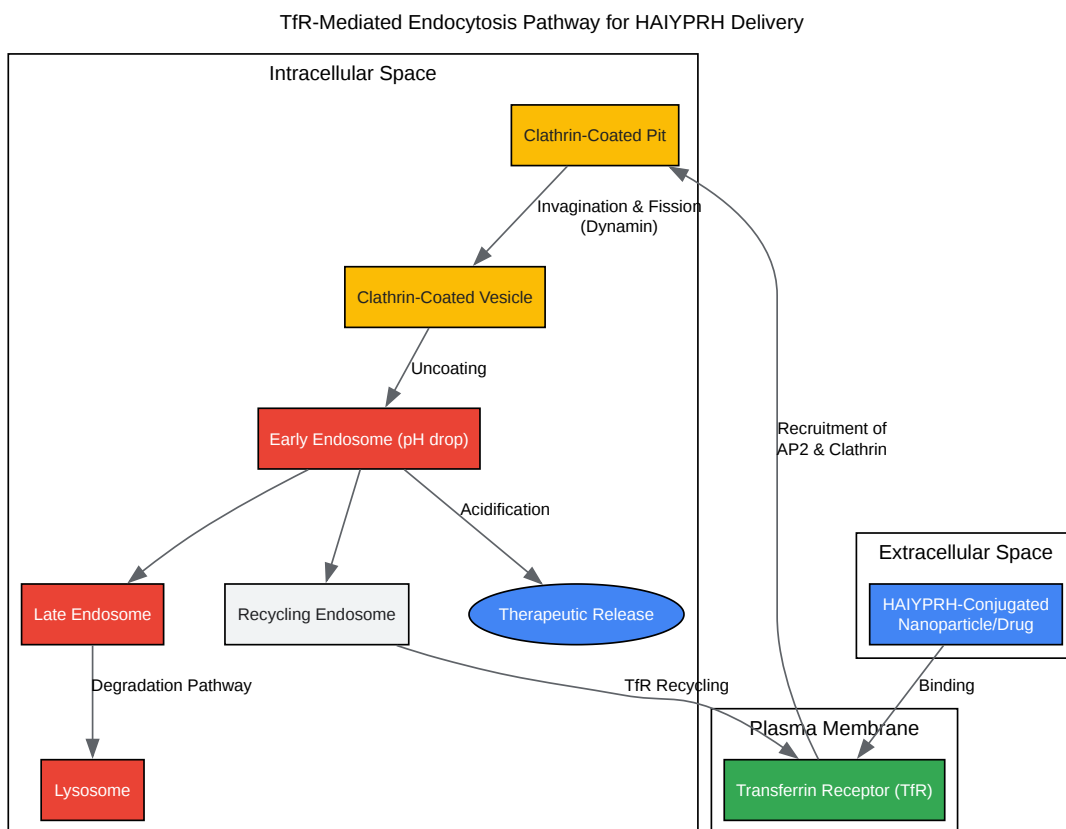 TfR-Mediated Endocytosis Pathway for HAIYPRH Delivery
Intracellular Space
Clathrin-Coated Pit
Invagination & Fission
(Dynamin)
Clathrin-Coated Vesicle
Uncoating
Early Endosome (pH drop)
Recruitment of
AP2 & Clathrin
Acidification
Extracellular Space
HAIYPRH-Conjugated
Nanoparticle/Drug
Late Endosome
Recycling Endosome
Therapeutic Release
Degradation Pathway
TfR Recycling
Binding
Plasma Membrane
Lysosome
Transferrin Receptor (TfR)